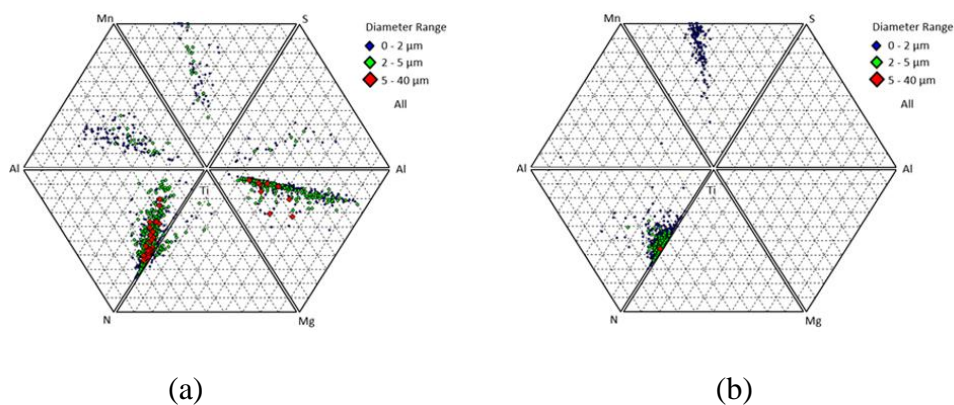 Mn
S
Diameter Range
0 - 2 µm
2 - 5 µm
5 - 40 µm
All
Al
Al
Ti
N
Mg
(a)
Mn
S
Diameter Range
0 - 2 µm
2 - 5 µm
5 - 40 µm
All
Al
Al
Ti
N
Mg
(b)